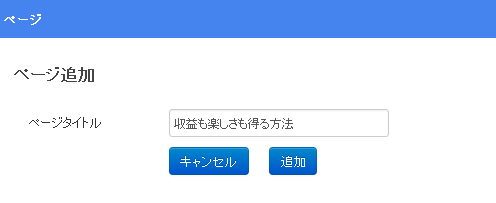 ページ
ページ追加
ページタイトル
収益も楽しさも得る方法
キャンセル
追加